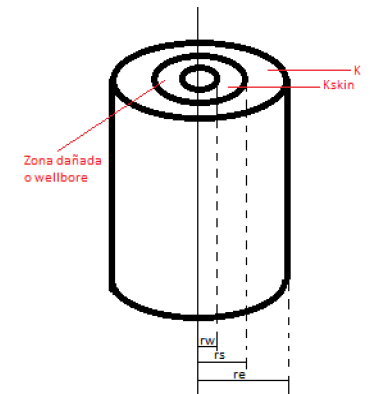 K
Kskin
Zona dañada
o wellbore
rw
rs
re